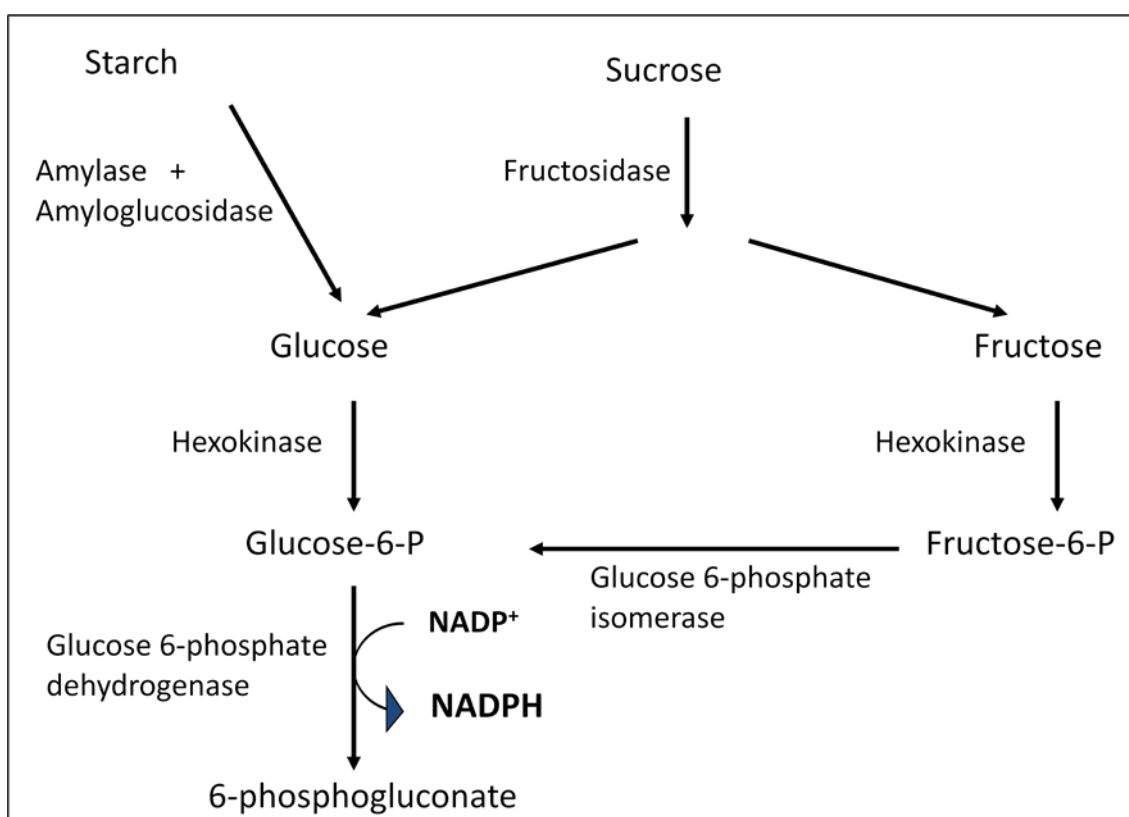 Starch
Sucrose
Amylase +
Amyloglucosidase
Fructosidase
Glucose
Fructose
Hexokinase
Hexokinase
Glucose-6-P
Fructose-6-P
Glucose 6-phosphate
isomerase
NADP⁺
Glucose 6-phosphate
dehydrogenase
NADPH
6-phosphogluconate